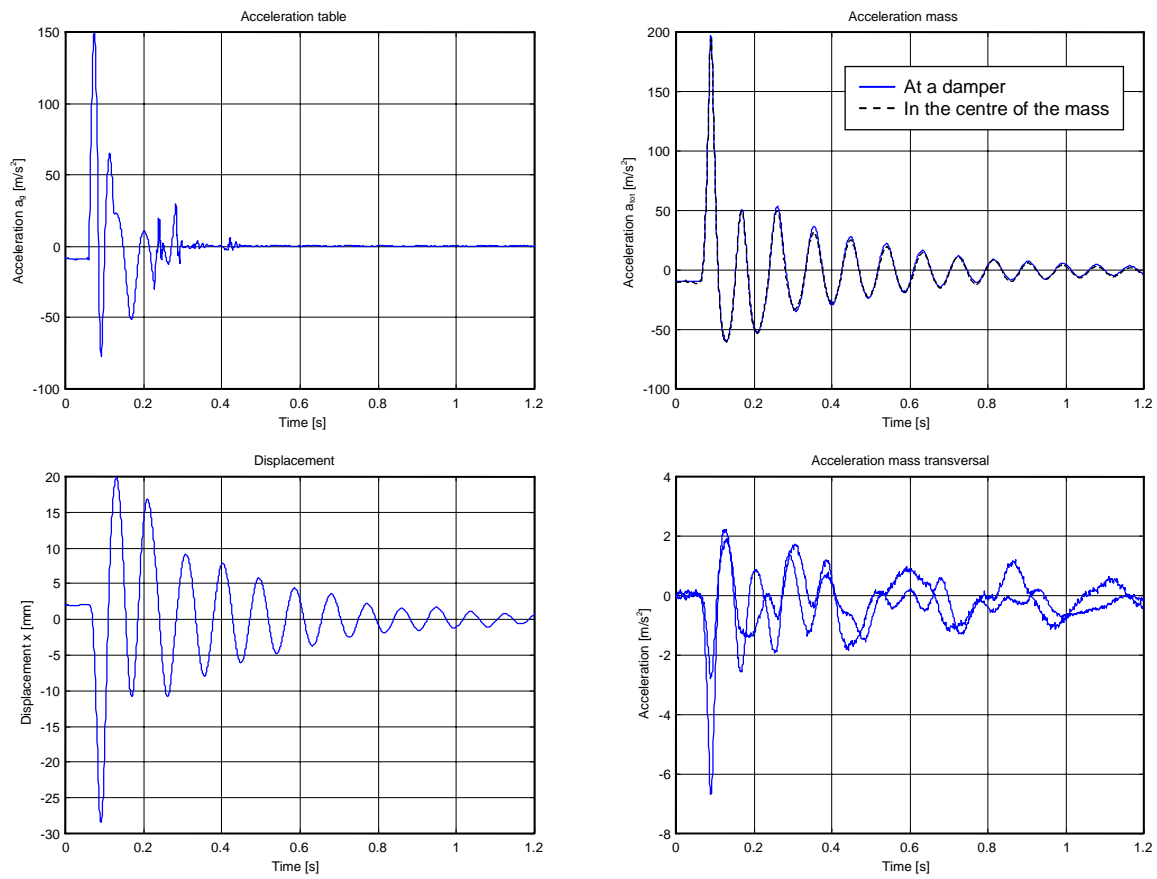 Acceleration table
150
100
50
0
-50
-100
0 0.2 0.4 0.6 0.8 1 1.2
Acceleration a_g [m/s²]
Time [s]
Acceleration mass
200
150
100
50
0
-50
-100
0 0.2 0.4 0.6 0.8 1 1.2
Acceleration a_tot [m/s²]
Time [s]
At a damper
In the centre of the mass
Displacement
20
15
10
5
0
-5
-10
-15
-20
-25
-30
0 0.2 0.4 0.6 0.8 1 1.2
Displacement x [mm]
Time [s]
Acceleration mass transversal
4
2
0
-2
-4
-6
-8
0 0.2 0.4 0.6 0.8 1 1.2
Acceleration [m/s²]
Time [s]